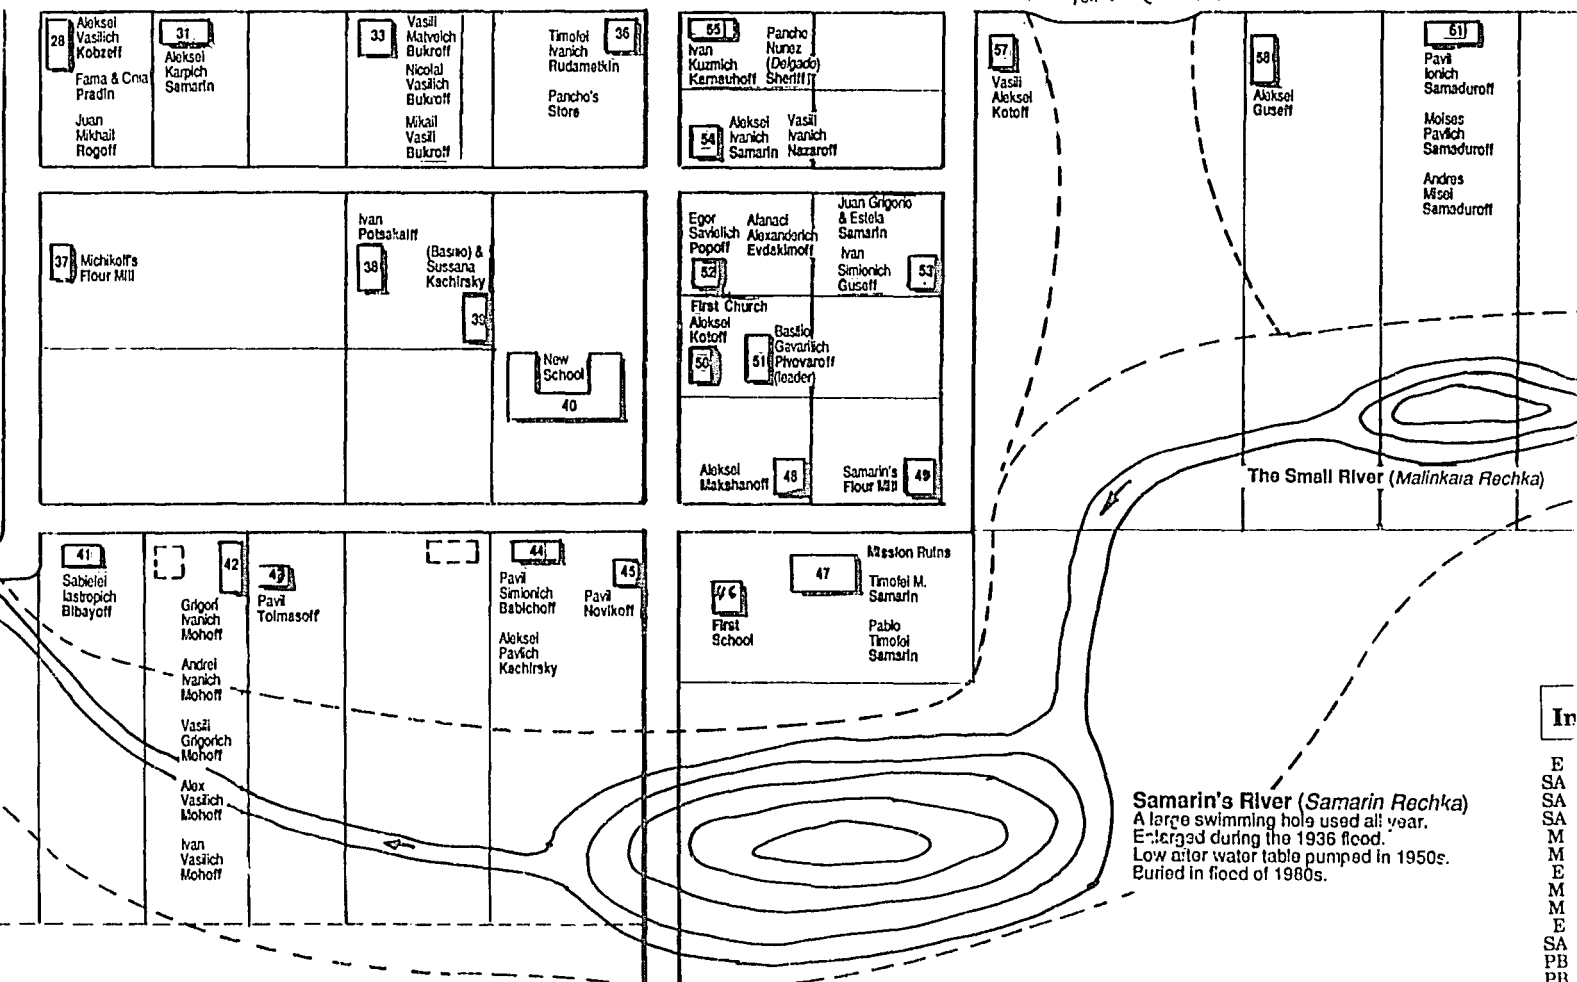 28
Aleksei
Vasilich
Kobzeff
Fama & Cnia
Pradin
Juan
Mikhail
Rogoff
31
Aleksei
Karpich
Samarin
33
Vasili
Matveich
Bukroff
Nicolai
Vasilich
Bukroff
Mikail
Vasili
Bukroff
Timofei
Ivanich
Rudametkin
Pancho's
Store
55
Ivan
Kuzmich
Karnauhoff
Pancho
Nunez
(Delgado)
Sheriff
54
Aleksei
Ivanich
Samarin
Vasili
Ivanich
Nazaroff
57
Vasili
Aleksei
Kotoff
58
Aleksei
Guseff
61
Pavil
Ionich
Samaduroff
Moises
Pavlich
Samaduroff
Andres
Misei
Samaduroff
37
Michikoff's
Flour Mill
Ivan
Potsakaiff
38
(Basilio) &
Sussana
Kachirsky
39
New
School
40
Egor
Savielich
Popoff
52
Afanaci
Alexanderich
Evdakimoff
Juan Grigorio
& Estela
Samarin
Ivan
Simionich
Guseff
53
First Church
Aleksei
Kotoff
50
51
Basilio
Gavarilich
Pivovaroff
(leader)
Aleksei
Makshanoff
48
Samarin's
Flour Mill
49
The Small River (Malinkaia Rechka)
41
Sabielei
Iastropich
Bibayoff
42
Grigori
Ivanich
Mohoff
Andrei
Ivanich
Mohoff
Vasili
Grigorich
Mohoff
Alex
Vasilich
Mohoff
Ivan
Vasilich
Mohoff
43
Pavil
Tolmasoff
44
Pavil
Simionich
Babichoff
Aleksei
Pavlich
Kachirsky
45
Pavil
Novikoff
46
First
School
47
Mission Ruins
Timofei M.
Samarin
Pablo
Timofei
Samarin
Samarin's River (Samarin Rechka)
A large swimming hole used all year.
Enlarged during the 1936 flood.
Low after water table pumped in 1950s.
Buried in flood of 1980s.
E
SA
SA
SA
M
M
E
M
M
E
SA
PB
PB